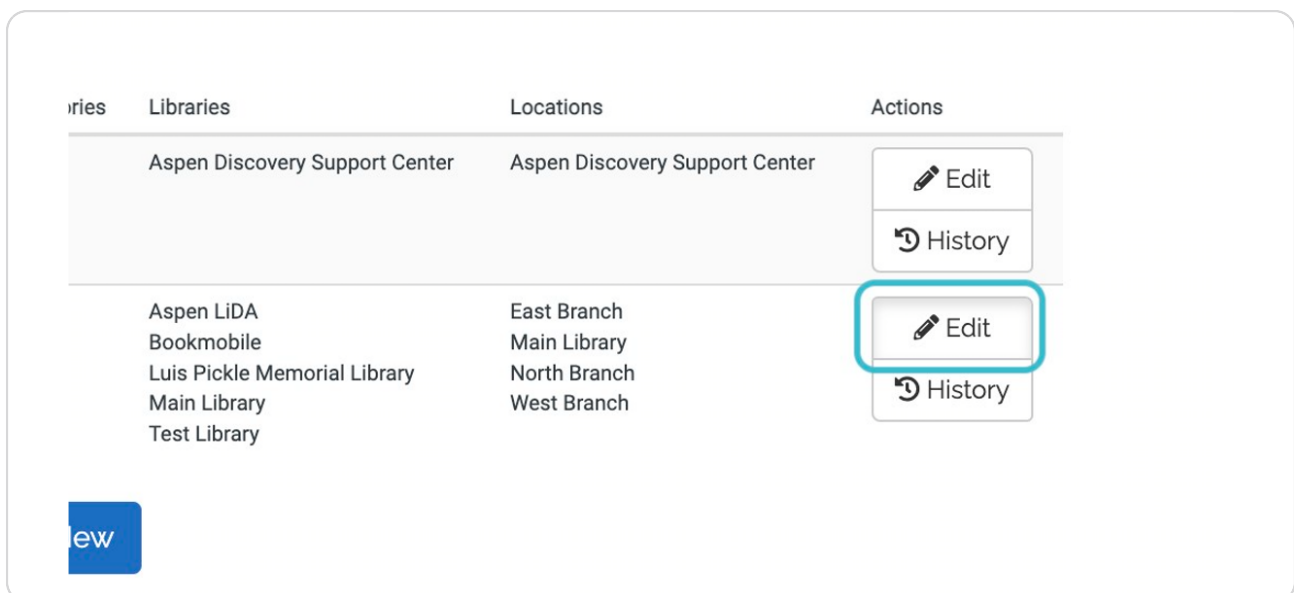 ories Libraries Locations Actions
Aspen Discovery Support Center Aspen Discovery Support Center Edit
History
Aspen LiDA East Branch Edit
Bookmobile Main Library
Luis Pickle Memorial Library North Branch History
Main Library West Branch
Test Library
lew